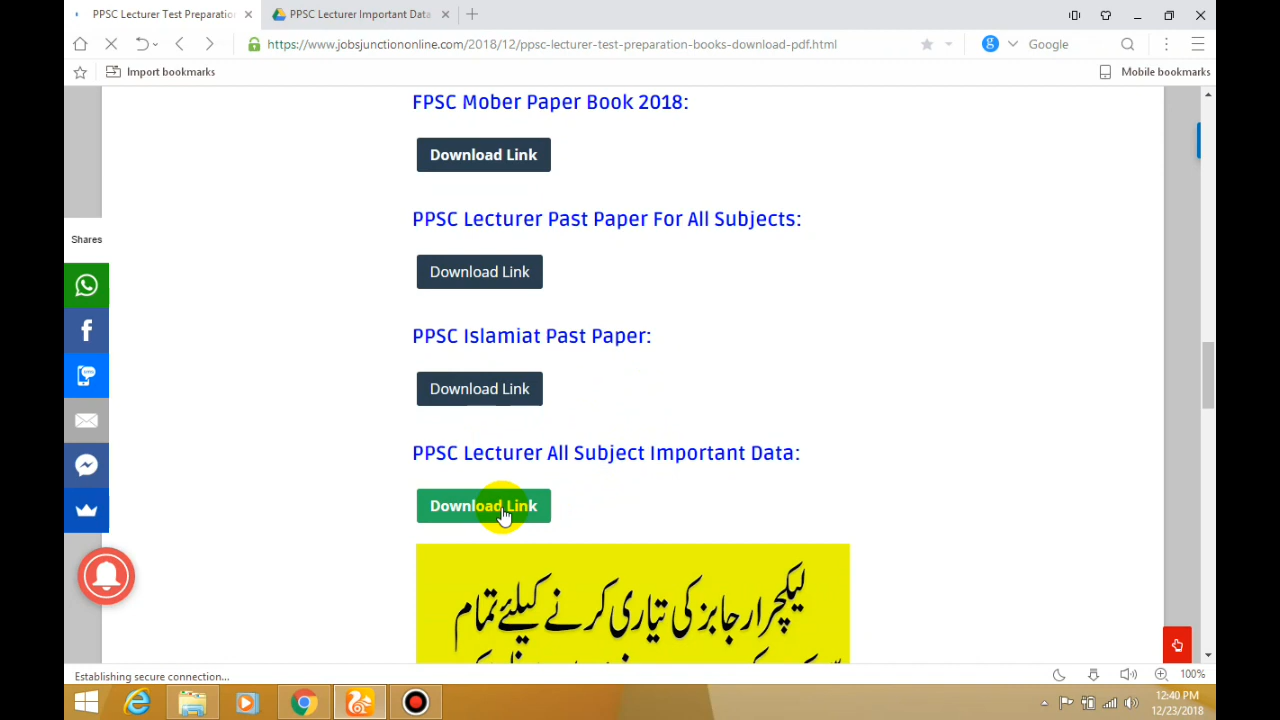 PPSC Lecturer Test Preparation
PPSC Lecturer Important Data
https://www.jobsjunctiononline.com/2018/12/ppsc-lecturer-test-preparation-books-download-pdf.html
Google
Import bookmarks
Mobile bookmarks
FPSC Mober Paper Book 2018:
Download Link
PPSC Lecturer Past Paper For All Subjects:
Download Link
Shares
PPSC Islamiat Past Paper:
Download Link
PPSC Lecturer All Subject Important Data:
Download Link
لیکچرار جابز کی تیاری کرنے کیلئے تمام
Establishing secure connection...
100%
12:40 PM
12/23/2018